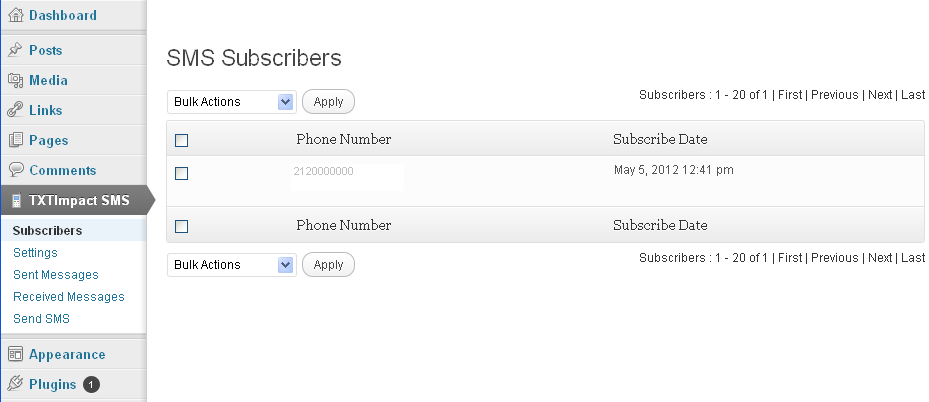 Dashboard
Posts
Media
Links
Pages
Comments
TXTImpact SMS
Subscribers
Settings
Sent Messages
Received Messages
Send SMS
Appearance
Plugins 1
SMS Subscribers
Bulk Actions Apply Subscribers : 1 - 20 of 1 | First | Previous | Next | Last
Phone Number Subscribe Date
2120000000 May 5, 2012 12:41 pm
Phone Number Subscribe Date
Bulk Actions Apply Subscribers : 1 - 20 of 1 | First | Previous | Next | Last